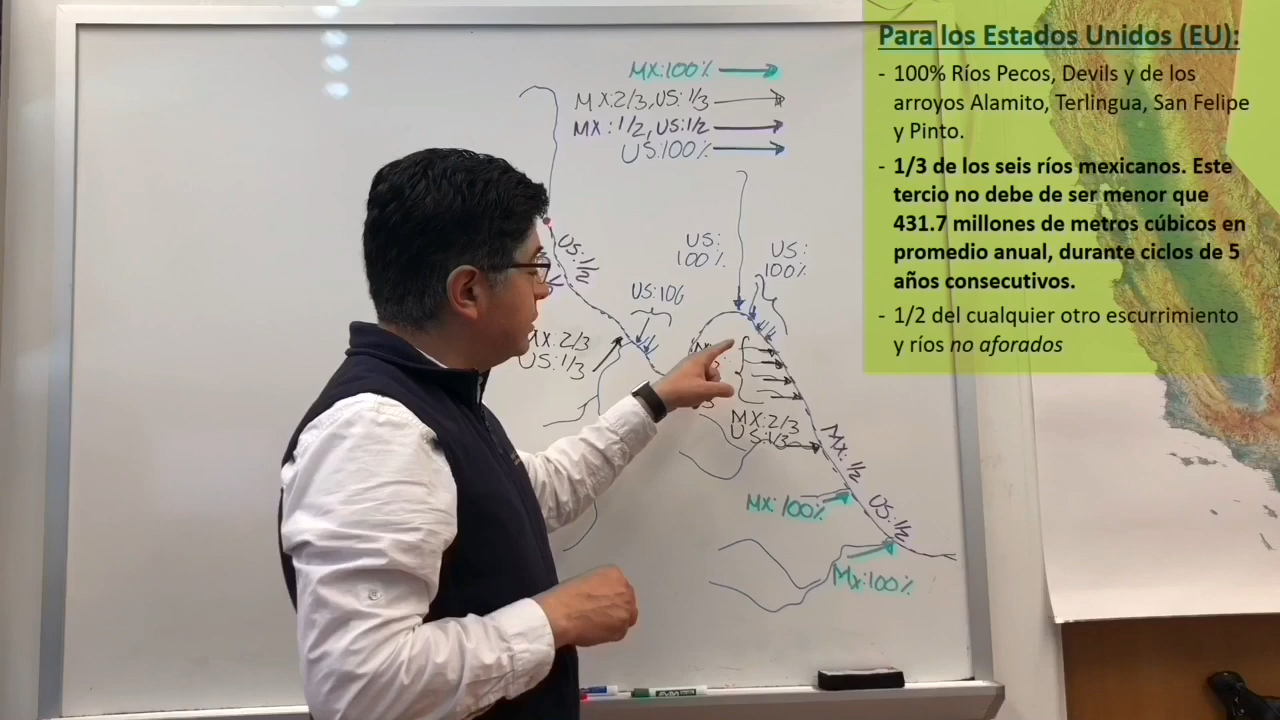 MX:100%
MX:2/3, US:1/3
MX:1/2, US:1/2
US:100%
US:1/2
US:
100%
US:
100%
US:106
MX:2/3
US:1/3
MX:2/3
US:1/3
MX:1/2
US:1/2
MX:100%
MX:100%
EXPO
Para los Estados Unidos (EU):
- 100% Ríos Pecos, Devils y de los
arroyos Alamito, Terlingua, San Felipe
y Pinto.
- 1/3 de los seis ríos mexicanos. Este
tercio no debe de ser menor que
431.7 millones de metros cúbicos en
promedio anual, durante ciclos de 5
años consecutivos.
- 1/2 del cualquier otro escurrimiento
y ríos no aforados